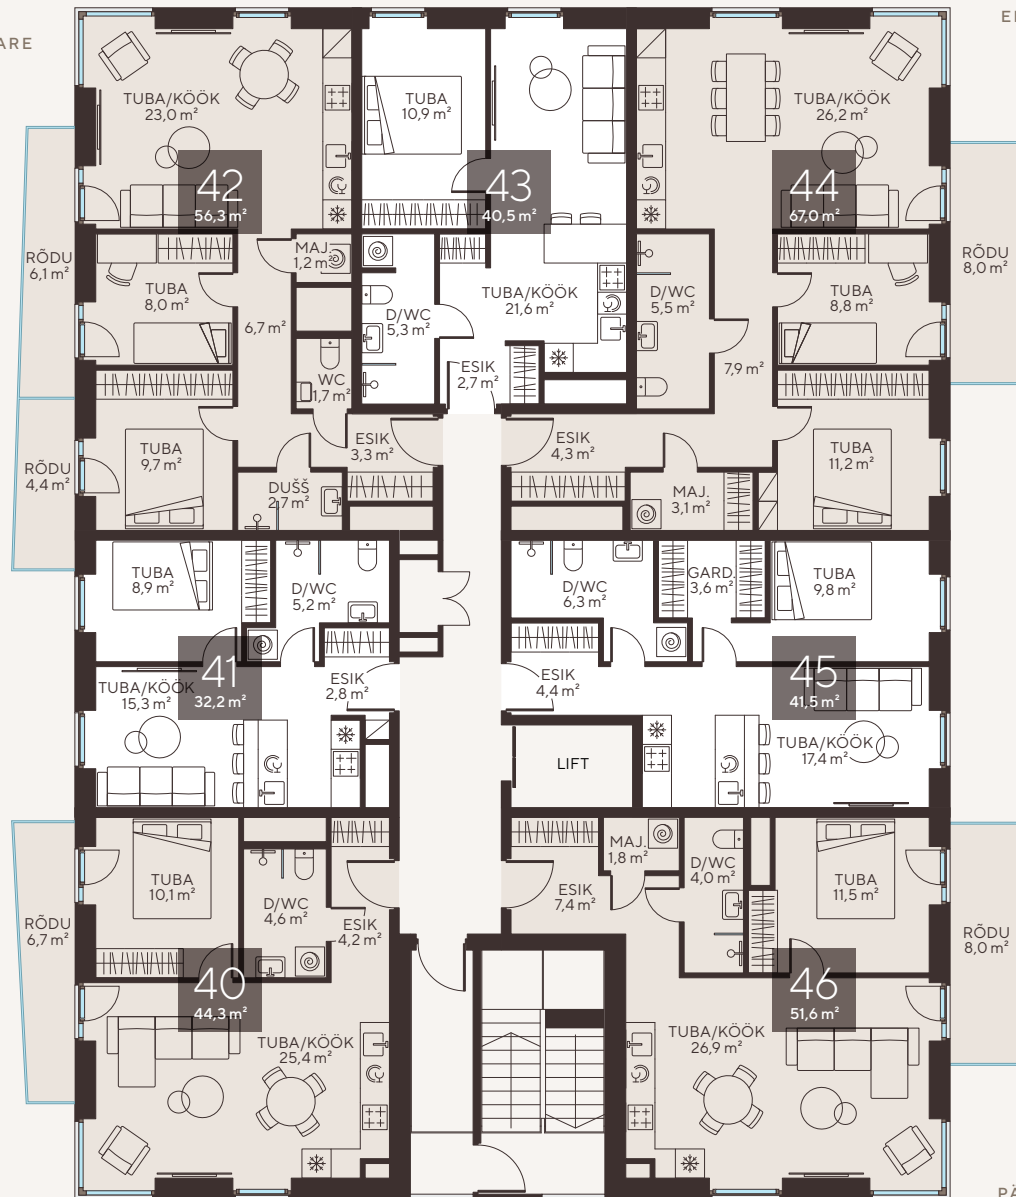 ARE
TUBA/KÖÖK
23,0 m²
42
56,3 m²
RÕDU
6,1 m²
TUBA
8,0 m²
MAJ.
1,2 m²
6,7 m²
WC
1,7 m²
TUBA
9,7 m²
RÕDU
4,4 m²
DUŠŠ
2,7 m²
ESIK
3,3 m²
TUBA
10,9 m²
43
40,5 m²
D/WC
5,3 m²
TUBA/KÖÖK
21,6 m²
ESIK
2,7 m²
TUBA/KÖÖK
26,2 m²
44
67,0 m²
RÕDU
8,0 m²
D/WC
5,5 m²
TUBA
8,8 m²
7,9 m²
ESIK
4,3 m²
MAJ.
3,1 m²
TUBA
11,2 m²
TUBA
8,9 m²
D/WC
5,2 m²
41
32,2 m²
TUBA/KÖÖK
15,3 m²
ESIK
2,8 m²
D/WC
6,3 m²
GARD.
3,6 m²
TUBA
9,8 m²
ESIK
4,4 m²
45
41,5 m²
TUBA/KÖÖK
17,4 m²
LIFT
TUBA
10,1 m²
D/WC
4,6 m²
ESIK
4,2 m²
RÕDU
6,7 m²
40
44,3 m²
TUBA/KÖÖK
25,4 m²
ESIK
7,4 m²
MAJ.
1,8 m²
D/WC
4,0 m²
TUBA
11,5 m²
RÕDU
8,0 m²
46
51,6 m²
TUBA/KÖÖK
26,9 m²